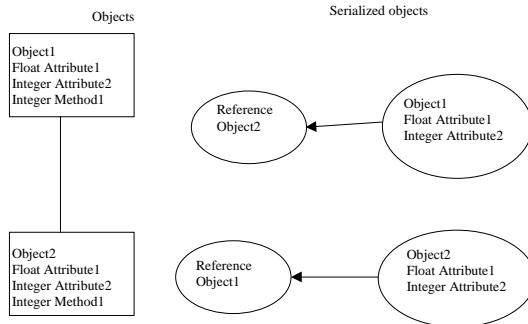 Objects
Serialized objects
Object1
Float Attribute1
Integer Attribute2
Integer Method1
Reference
Object2
Object1
Float Attribute1
Integer Attribute2
Object2
Float Attribute1
Integer Attribute2
Integer Method1
Reference
Object1
Object2
Float Attribute1
Integer Attribute2